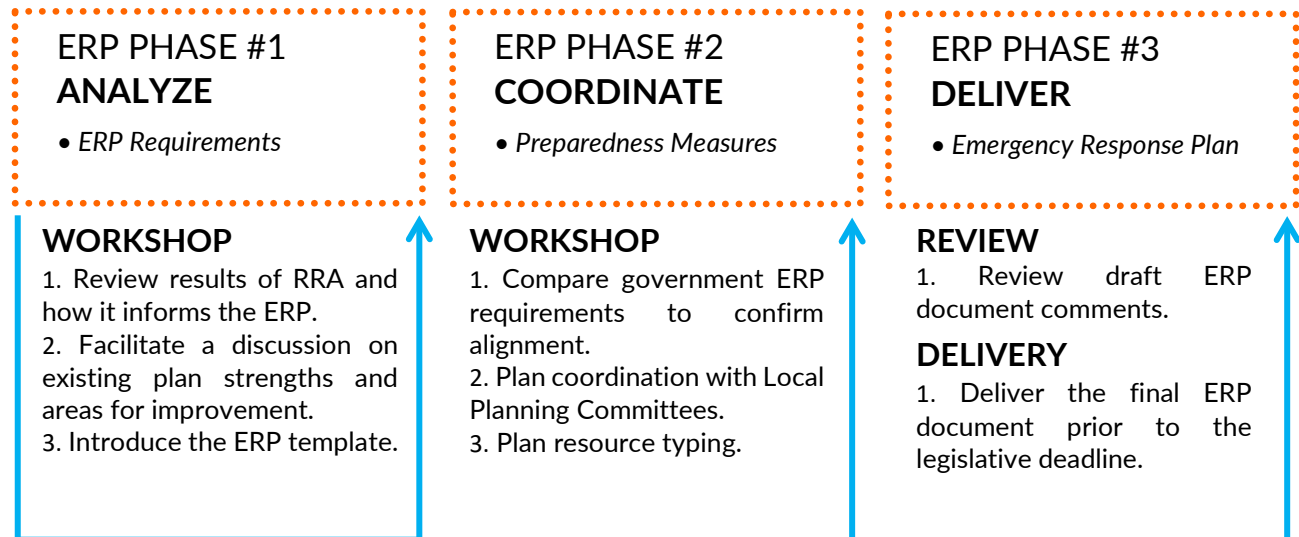 ERP PHASE #1
ANALYZE
• ERP Requirements
WORKSHOP
1. Review results of RRA and
how it informs the ERP.
2. Facilitate a discussion on
existing plan strengths and
areas for improvement.
3. Introduce the ERP template.
ERP PHASE #2
COORDINATE
• Preparedness Measures
WORKSHOP
1. Compare government ERP
requirements to confirm
alignment.
2. Plan coordination with Local
Planning Committees.
3. Plan resource typing.
ERP PHASE #3
DELIVER
• Emergency Response Plan
REVIEW
1. Review draft ERP
document comments.
DELIVERY
1. Deliver the final ERP
document prior to the
legislative deadline.